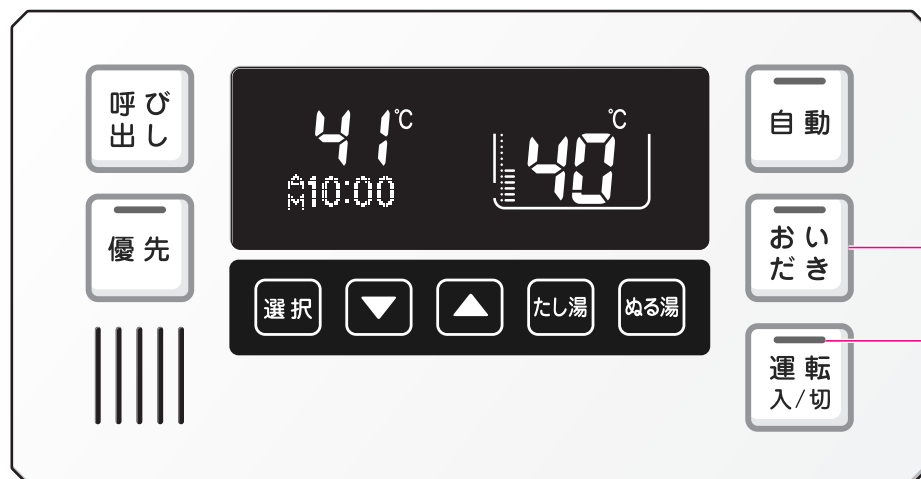 呼び
出し
優先
41℃
AM10:00
40℃
選択
▼
▲
たし湯
ぬる湯
自動
おい
だき
運転
入/切